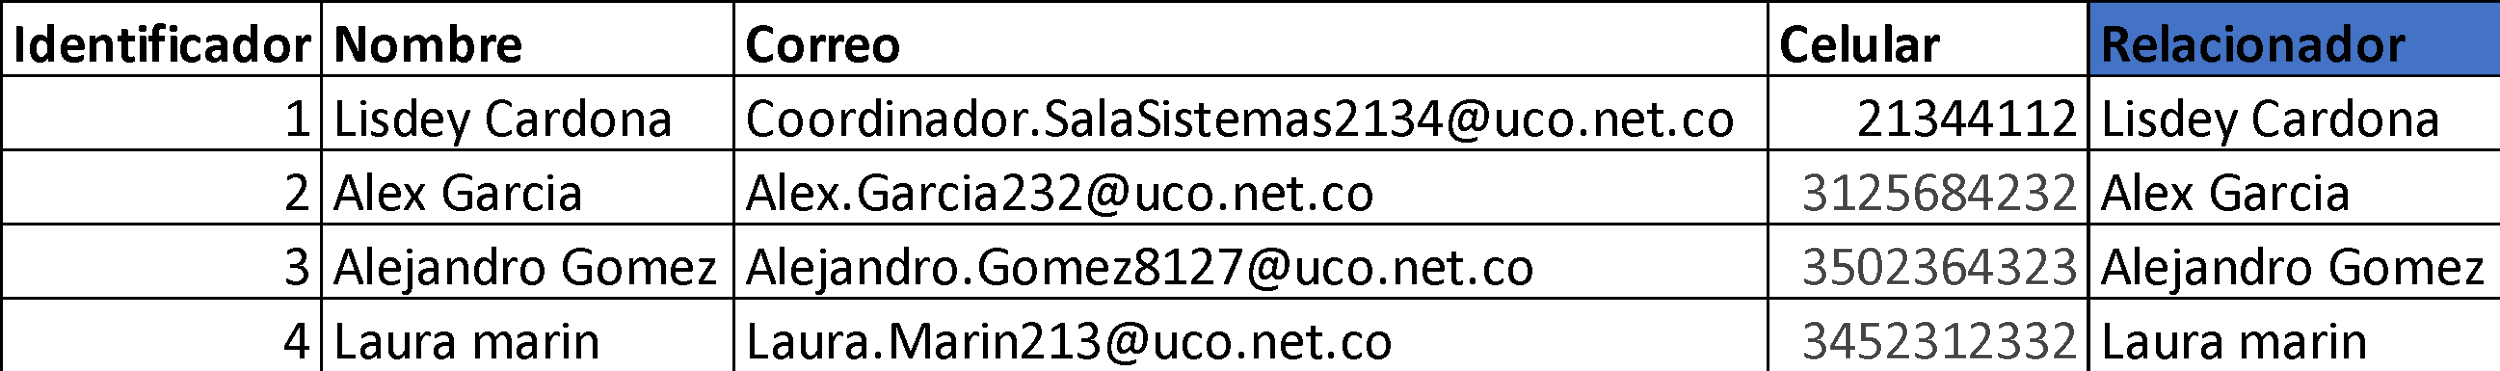 Identificador Nombre Correo Celular Relacionador
1 Lisdey Cardona Coordinador.SalaSistemas2134@uco.net.co 21344112 Lisdey Cardona
2 Alex Garcia Alex.Garcia232@uco.net.co 3125684232 Alex Garcia
3 Alejandro Gomez Alejandro.Gomez8127@uco.net.co 3502364323 Alejandro Gomez
4 Laura marin Laura.Marin213@uco.net.co 3452312332 Laura marin